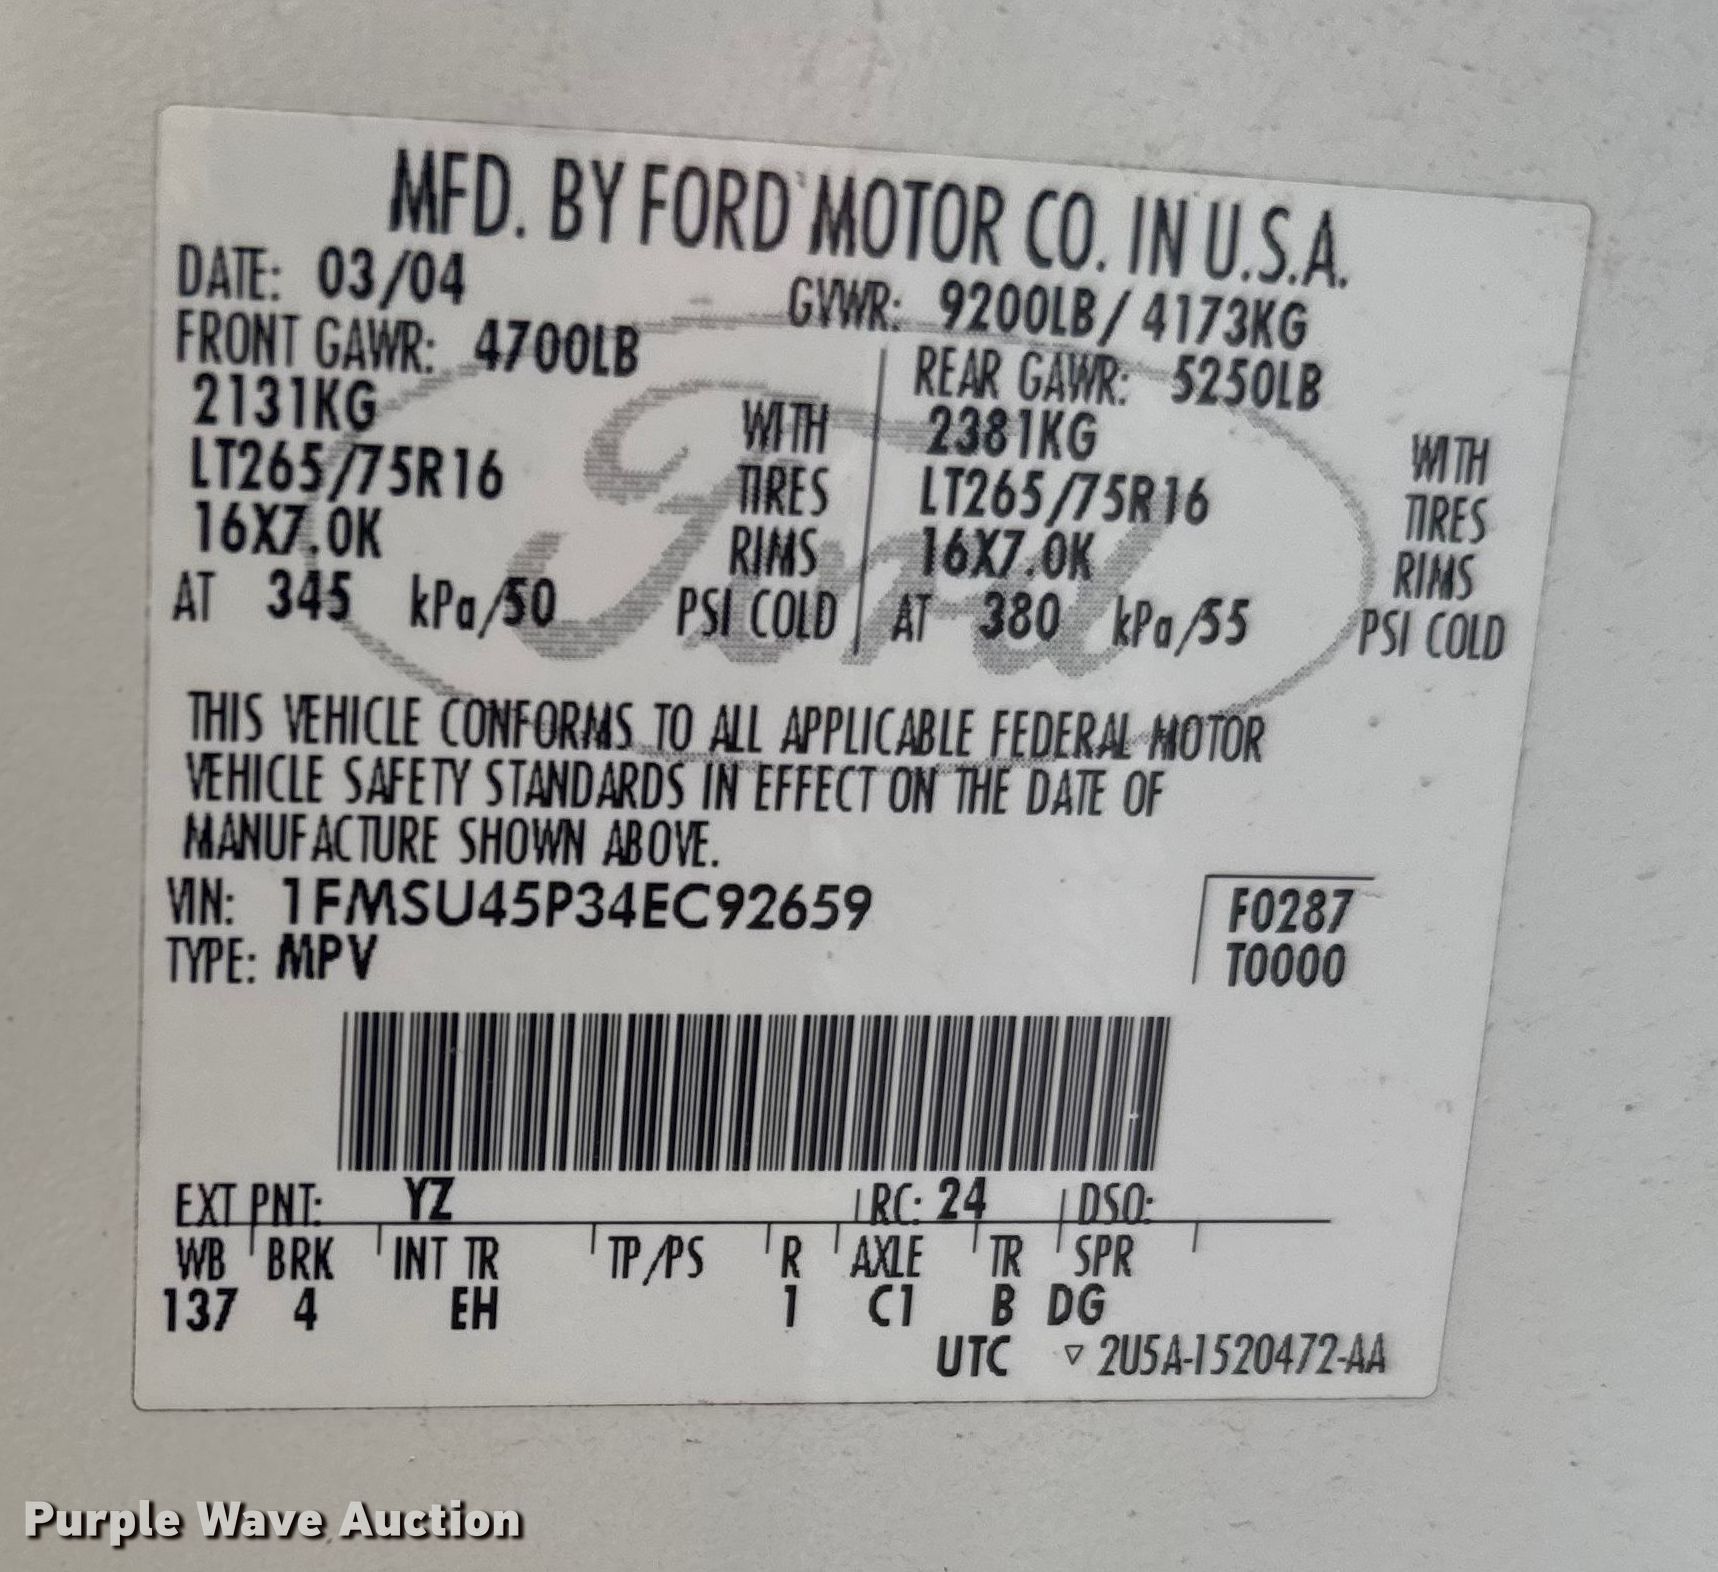 MFD. BY FORD MOTOR CO. IN U.S.A.
DATE: 03/04 GVWR: 9200LB/ 4173KG
FRONT GAWR: 4700LB REAR GAWR: 5250LB
2131KG WITH 2381KG WITH
LT265/75R16 TIRES LT265/75R16 TIRES
16X7.0K RIMS 16X7.0K RIMS
AT 345 kPa/50 PSI COLD AT 380 kPa/55 PSI COLD
Ford
THIS VEHICLE CONFORMS TO ALL APPLICABLE FEDERAL MOTOR
VEHICLE SAFETY STANDARDS IN EFFECT ON THE DATE OF
MANUFACTURE SHOWN ABOVE.
VIN: 1FMSU45P34EC92659 F0287
TYPE: MPV T0000
EXT PNT: YZ RC: 24 DSO:
WB BRK INT TR TP/PS R AXLE TR SPR
137 4 EH 1 C1 B DG
UTC ▽ 2U5A-1520472-AA
Purple Wave Auction